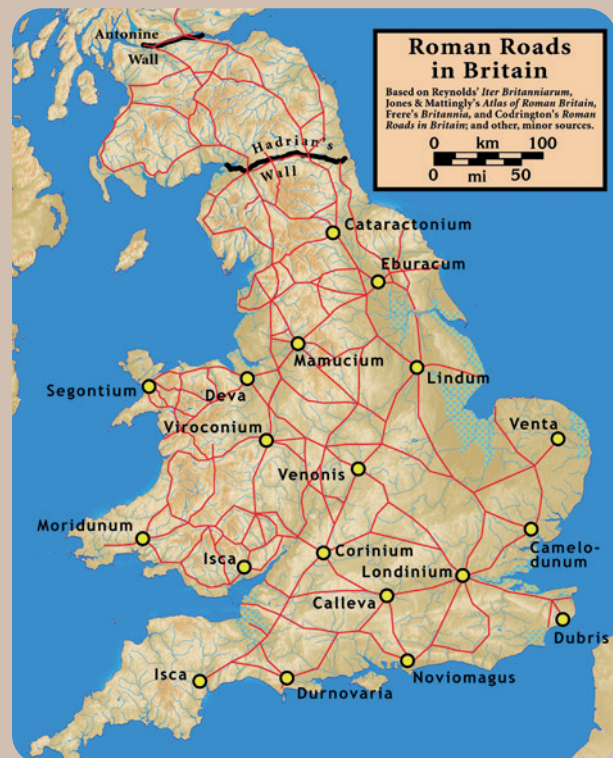 Roman Roads
in Britain
Based on Reynolds' Iter Britanniarum,
Jones & Mattingly's Atlas of Roman Britain,
Frere's Britannia, and Codrington's Roman
Roads in Britain; and other, minor sources.
0 km 100
0 mi 50
Antonine
Wall
Hadrian's
Wall
Cataractonium
Eburacum
Mamucium
Lindum
Segontium
Deva
Viroconium
Venta
Venonis
Moridunum
Isca
Corinium
Camelo-
dunum
Londinium
Calleva
Dubris
Isca
Durnovaria
Noviomagus